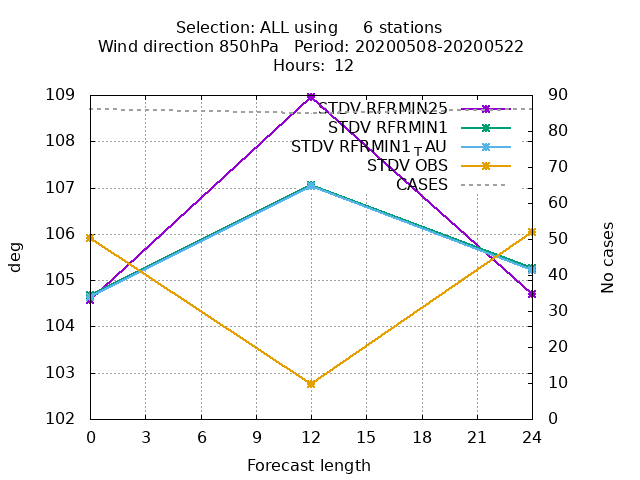 Selection: ALL using 6 stations
Wind direction 850hPa Period: 20200508-20200522
Hours: 12
109 90
STDV RFRMIN25
STDV RFRMIN1
108 80
STDV RFRMIN1TAU
70
STDV OBS
107
CASES
60
106
50
105
40
30
104
20
103
10
102 0
deg
No cases
0 3 6 9 12 15 18 21 24
Forecast length